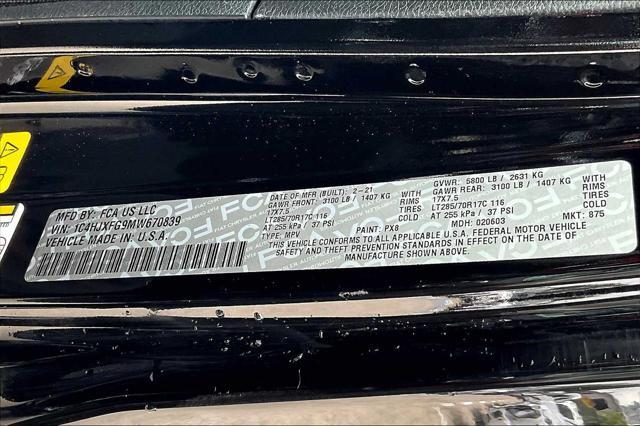 MFD BY: FCA US LLC
VIN: 1C4HJXFG9MW670839
VEHICLE MADE IN U.S.A.
DATE OF MFR (BUILT): 2-21
GAWR FRONT: 3100 LB / 1407 KG WITH
17X7.5 RIMS
LT285/70R17C 116 TIRES
AT 255 kPa / 37 PSI COLD
TYPE: MPV PAINT: PX8
GVWR: 5800 LB / 2631 KG
GAWR REAR: 3100 LB / 1407 KG WITH
17X7.5 RIMS
LT285/70R17C 116 TIRES
AT 255 kPa / 37 PSI COLD
MDH: 020603 MKT: 875
THIS VEHICLE CONFORMS TO ALL APPLICABLE U.S.A. FEDERAL MOTOR VEHICLE
SAFETY AND THEFT PREVENTION STANDARDS IN EFFECT ON THE DATE OF
MANUFACTURE SHOWN ABOVE.